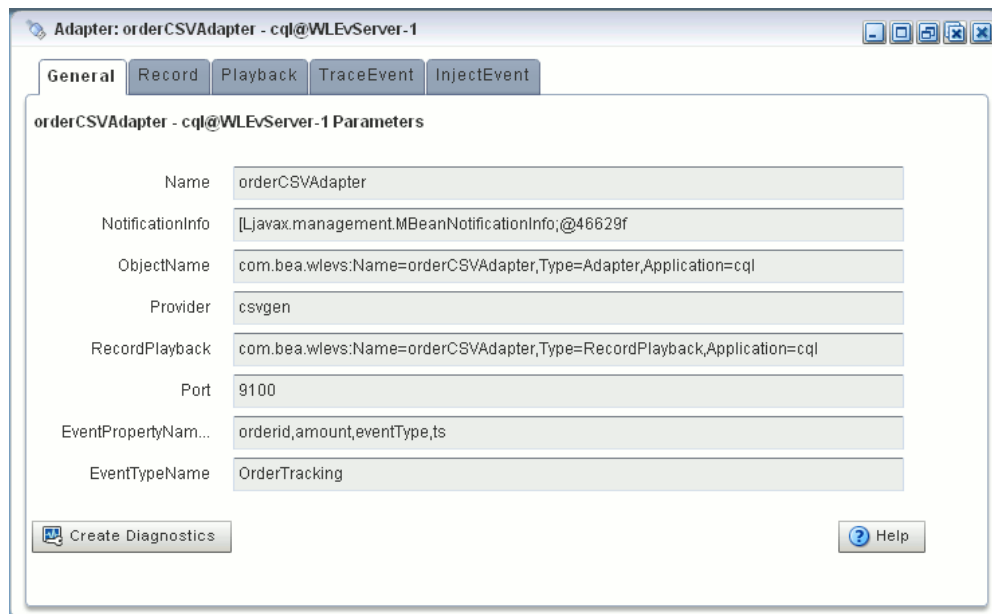 Adapter: orderCSVAdapter - cql@WLEvServer-1
General Record Playback TraceEvent InjectEvent
orderCSVAdapter - cql@WLEvServer-1 Parameters
Name orderCSVAdapter
NotificationInfo [Ljavax.management.MBeanNotificationInfo;@46629f
ObjectName com.bea.wlevs:Name=orderCSVAdapter,Type=Adapter,Application=cql
Provider csvgen
RecordPlayback com.bea.wlevs:Name=orderCSVAdapter,Type=RecordPlayback,Application=cql
Port 9100
EventPropertyNam... orderid,amount,eventType,ts
EventTypeName OrderTracking
Create Diagnostics Help